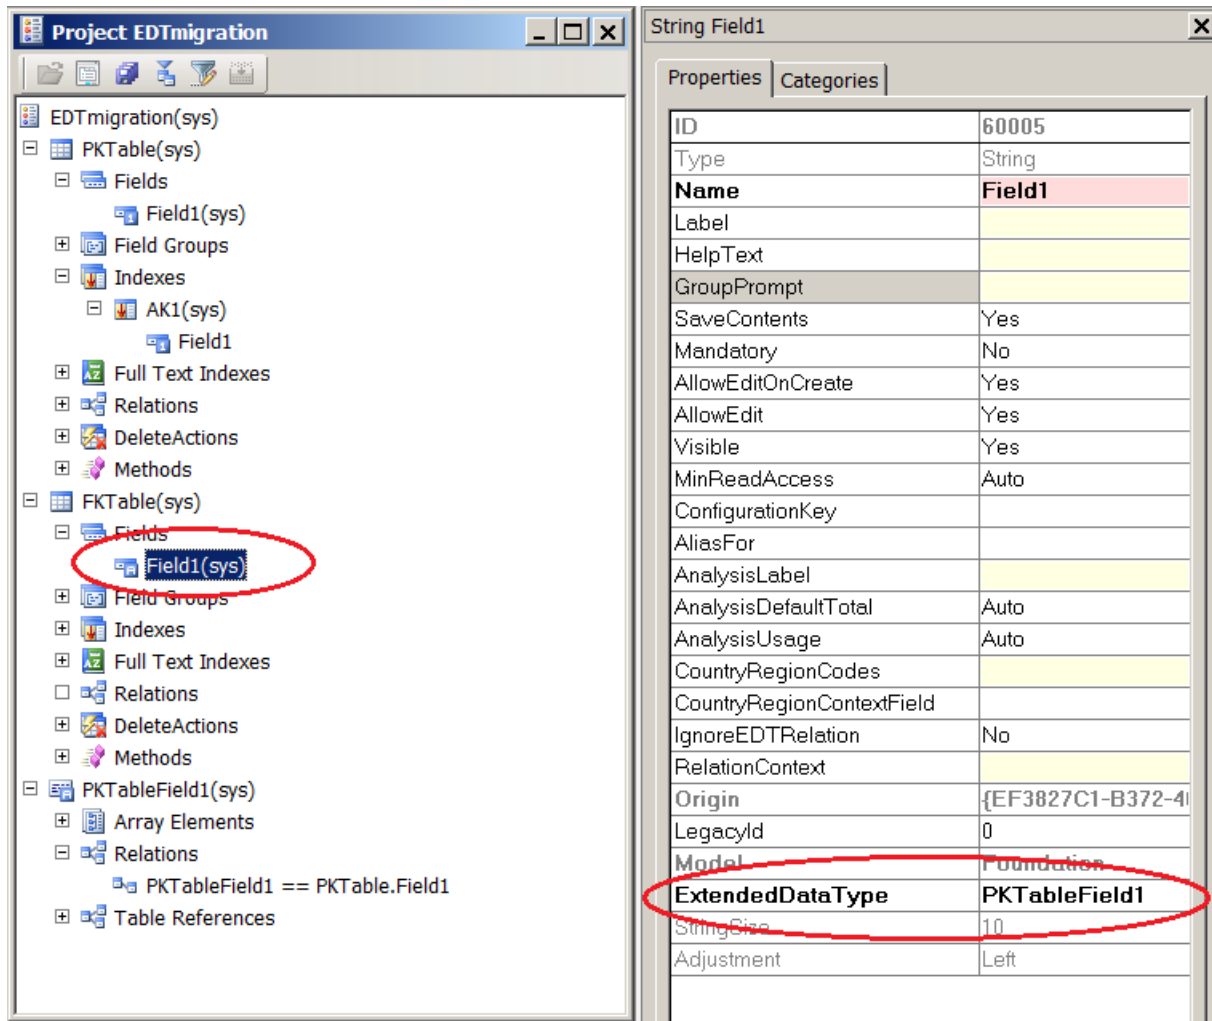 Project EDTmigration
EDTmigration(sys)
PKTable(sys)
Fields
Field1(sys)
Field Groups
Indexes
AK1(sys)
Field1
Full Text Indexes
Relations
DeleteActions
Methods
FKTable(sys)
Fields
Field1(sys)
Field Groups
Indexes
Full Text Indexes
Relations
DeleteActions
Methods
PKTableField1(sys)
Array Elements
Relations
PKTableField1 == PKTable.Field1
Table References
String Field1
Properties Categories
ID 60005
Type String
Name Field1
Label
HelpText
GroupPrompt
SaveContents Yes
Mandatory No
AllowEditOnCreate Yes
AllowEdit Yes
Visible Yes
MinReadAccess Auto
ConfigurationKey
AliasFor
AnalysisLabel
AnalysisDefaultTotal Auto
AnalysisUsage Auto
CountryRegionCodes
CountryRegionContextField
IgnoreEDTRelation No
RelationContext
Origin {EF3827C1-B372-4
LegacyId 0
Model Foundation
ExtendedDataType PKTableField1
StringSize 10
Adjustment Left